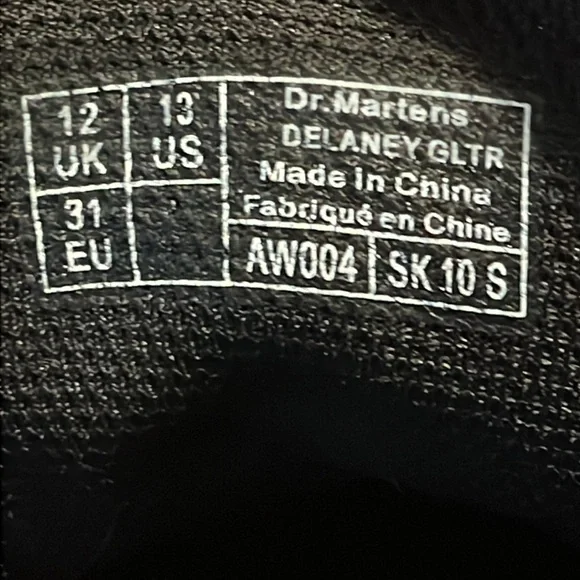 12 UK
13 US
31 EU
Dr.Martens
DELANEY GLTR
Made In China
Fabriqué en Chine
AW004
SK 10 S